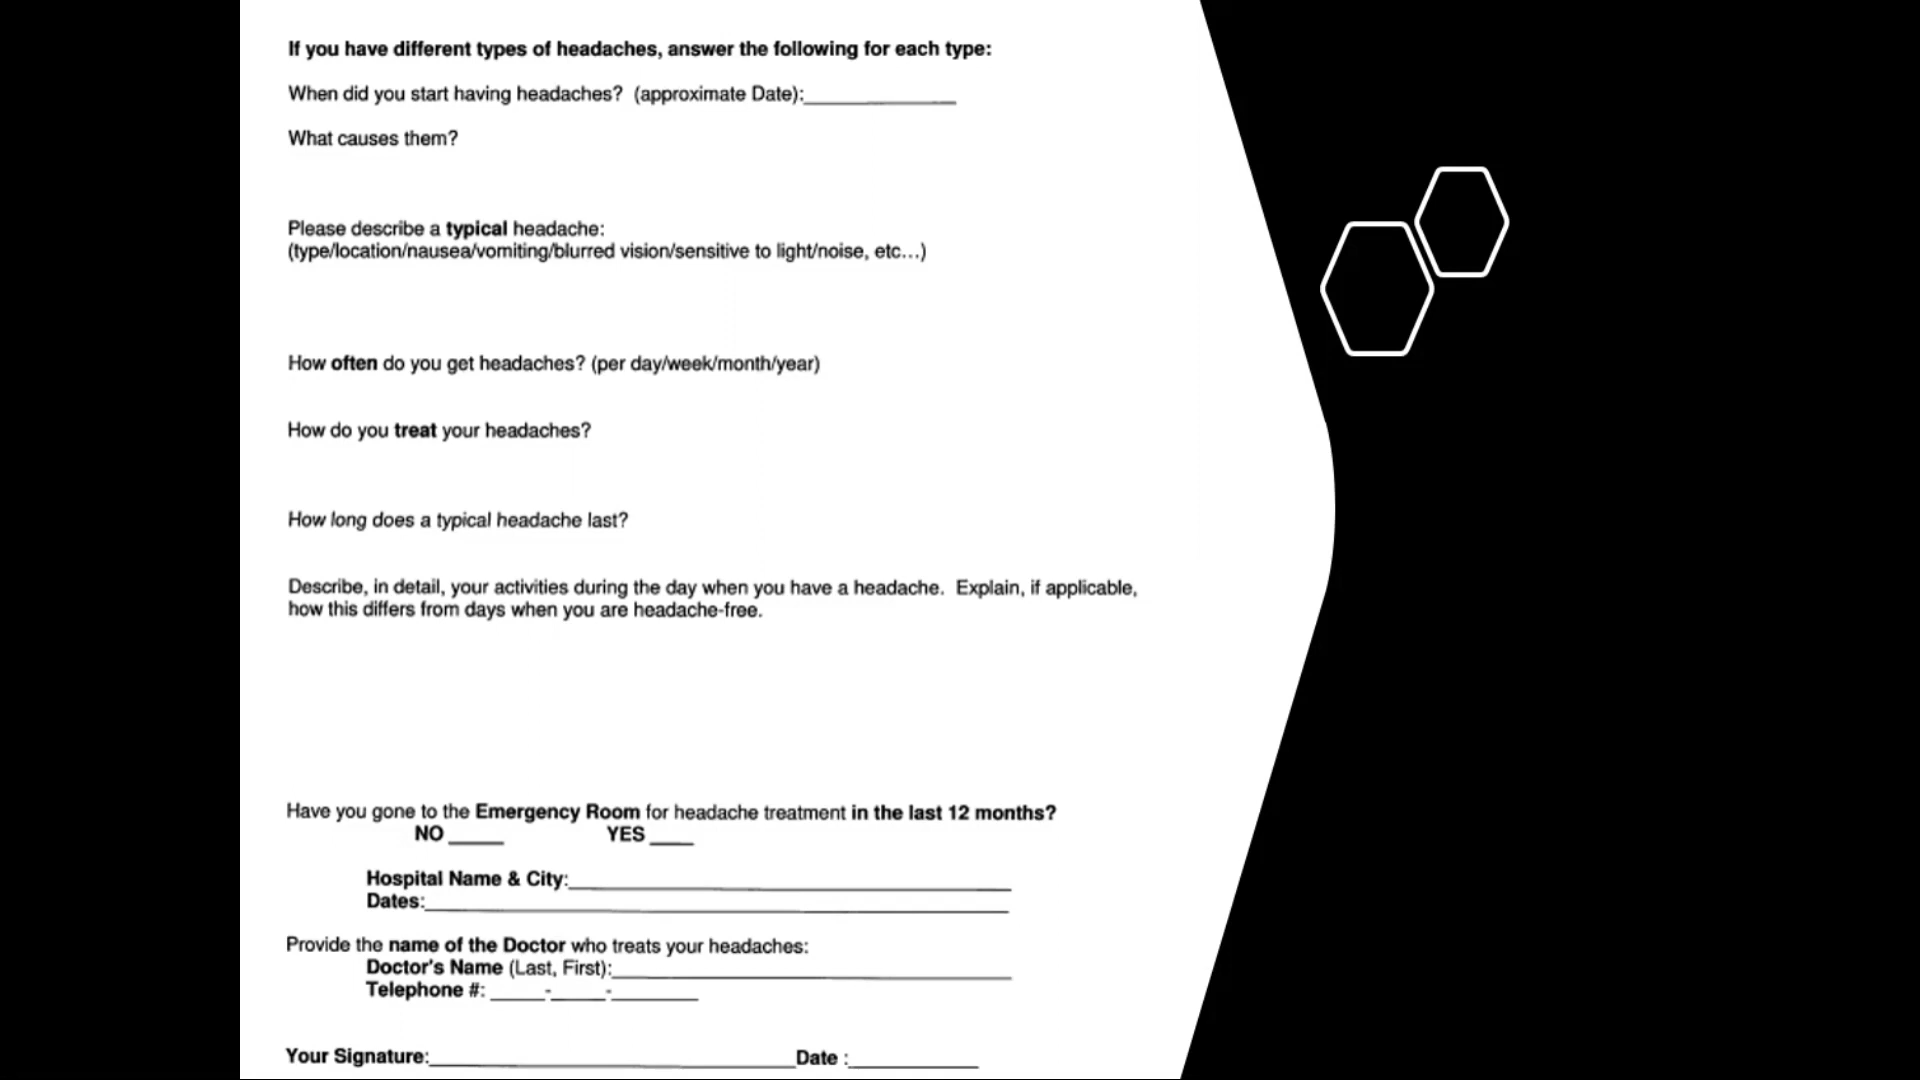 If you have different types of headaches, answer the following for each type:
When did you start having headaches?  (approximate Date):______________
What causes them?
Please describe a typical headache:
(type/location/nausea/vomiting/blurred vision/sensitive to light/noise, etc...)
How often do you get headaches? (per day/week/month/year)
How do you treat your headaches?
How long does a typical headache last?
Describe, in detail, your activities during the day when you have a headache.  Explain, if applicable,
how this differs from days when you are headache-free.
Have you gone to the Emergency Room for headache treatment in the last 12 months?
NO _____ YES ____
Hospital Name & City:________________________________________
Dates:_____________________________________________________
Provide the name of the Doctor who treats your headaches:
Doctor's Name (Last, First):____________________________________
Telephone #: _____-_____-________
Your Signature:_________________________________Date :____________